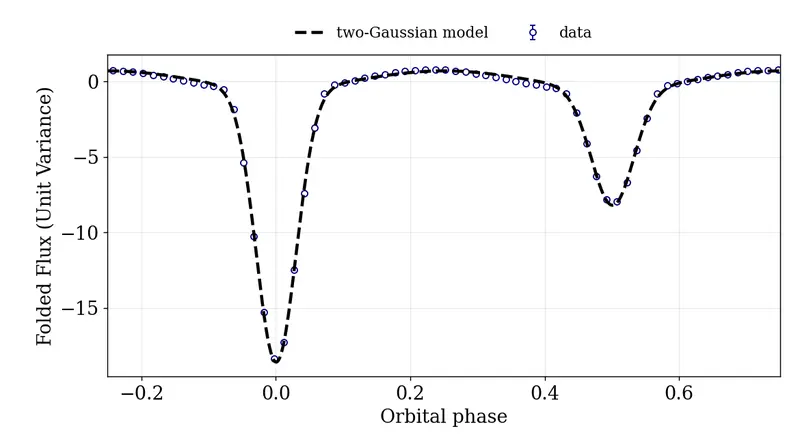 two-Gaussian model data
0
−5
−10
−15
Folded Flux (Unit Variance)
−0.2 0.0 0.2 0.4 0.6
Orbital phase